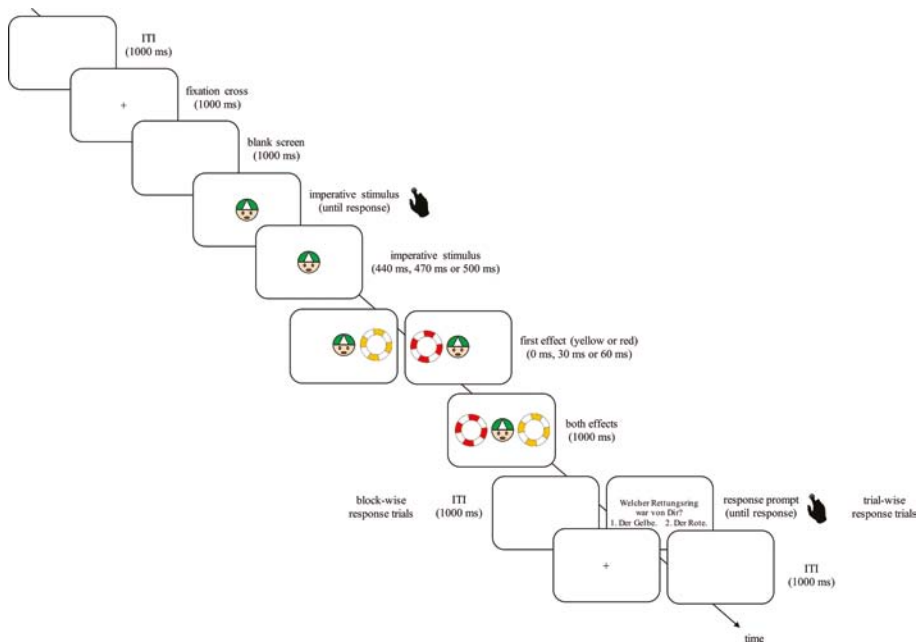 ITI
(1000 ms)
+
fixation cross
(1000 ms)
blank screen
(1000 ms)
imperative stimulus
(until response)
imperative stimulus
(440 ms, 470 ms or 500 ms)
first effect (yellow or red)
(0 ms, 30 ms or 60 ms)
both effects
(1000 ms)
block-wise
response trials
ITI
(1000 ms)
Welcher Rettungsring
war von Dir?
1. Der Gelbe. 2. Der Rote.
response prompt
(until response)
trial-wise
response trials
+
ITI
(1000 ms)
time